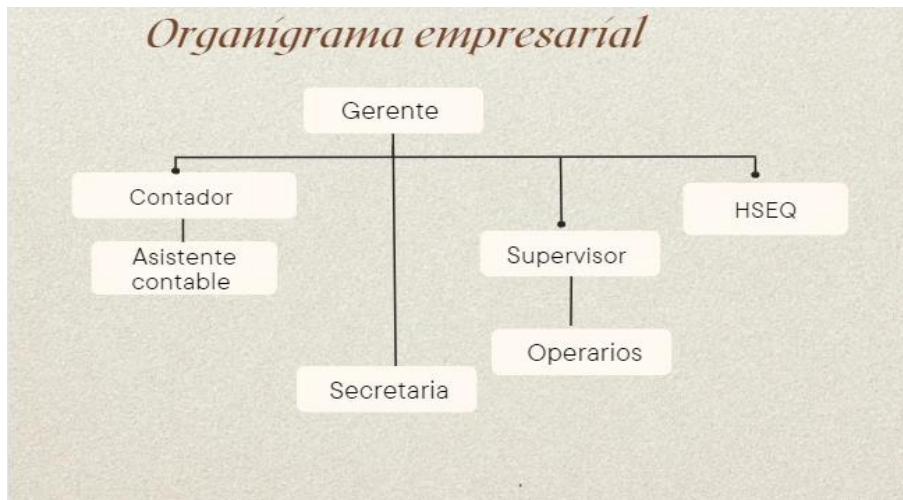 Organigrama empresarial
Gerente
Contador
HSEQ
Asistente
contable
Supervisor
Operarios
Secretaria